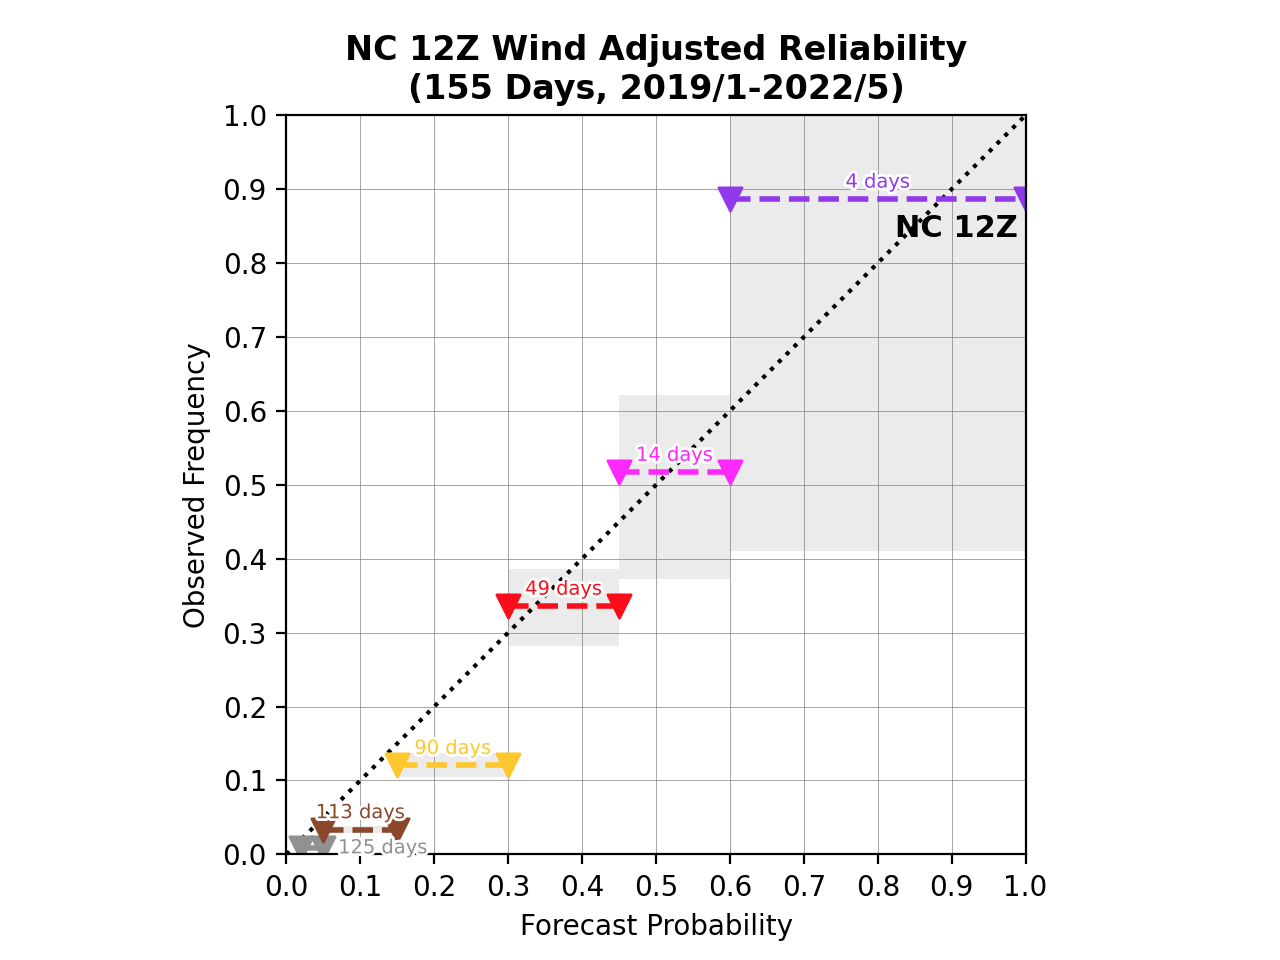 NC 12Z Wind Adjusted Reliability
(155 Days, 2019/1-2022/5)
1.0
0.9
0.8
0.7
0.6
0.5
0.4
0.3
0.2
0.1
0.0
Observed Frequency
4 days
NC 12Z
14 days
49 days
90 days
113 days
125 days
0.0 0.1 0.2 0.3 0.4 0.5 0.6 0.7 0.8 0.9 1.0
Forecast Probability